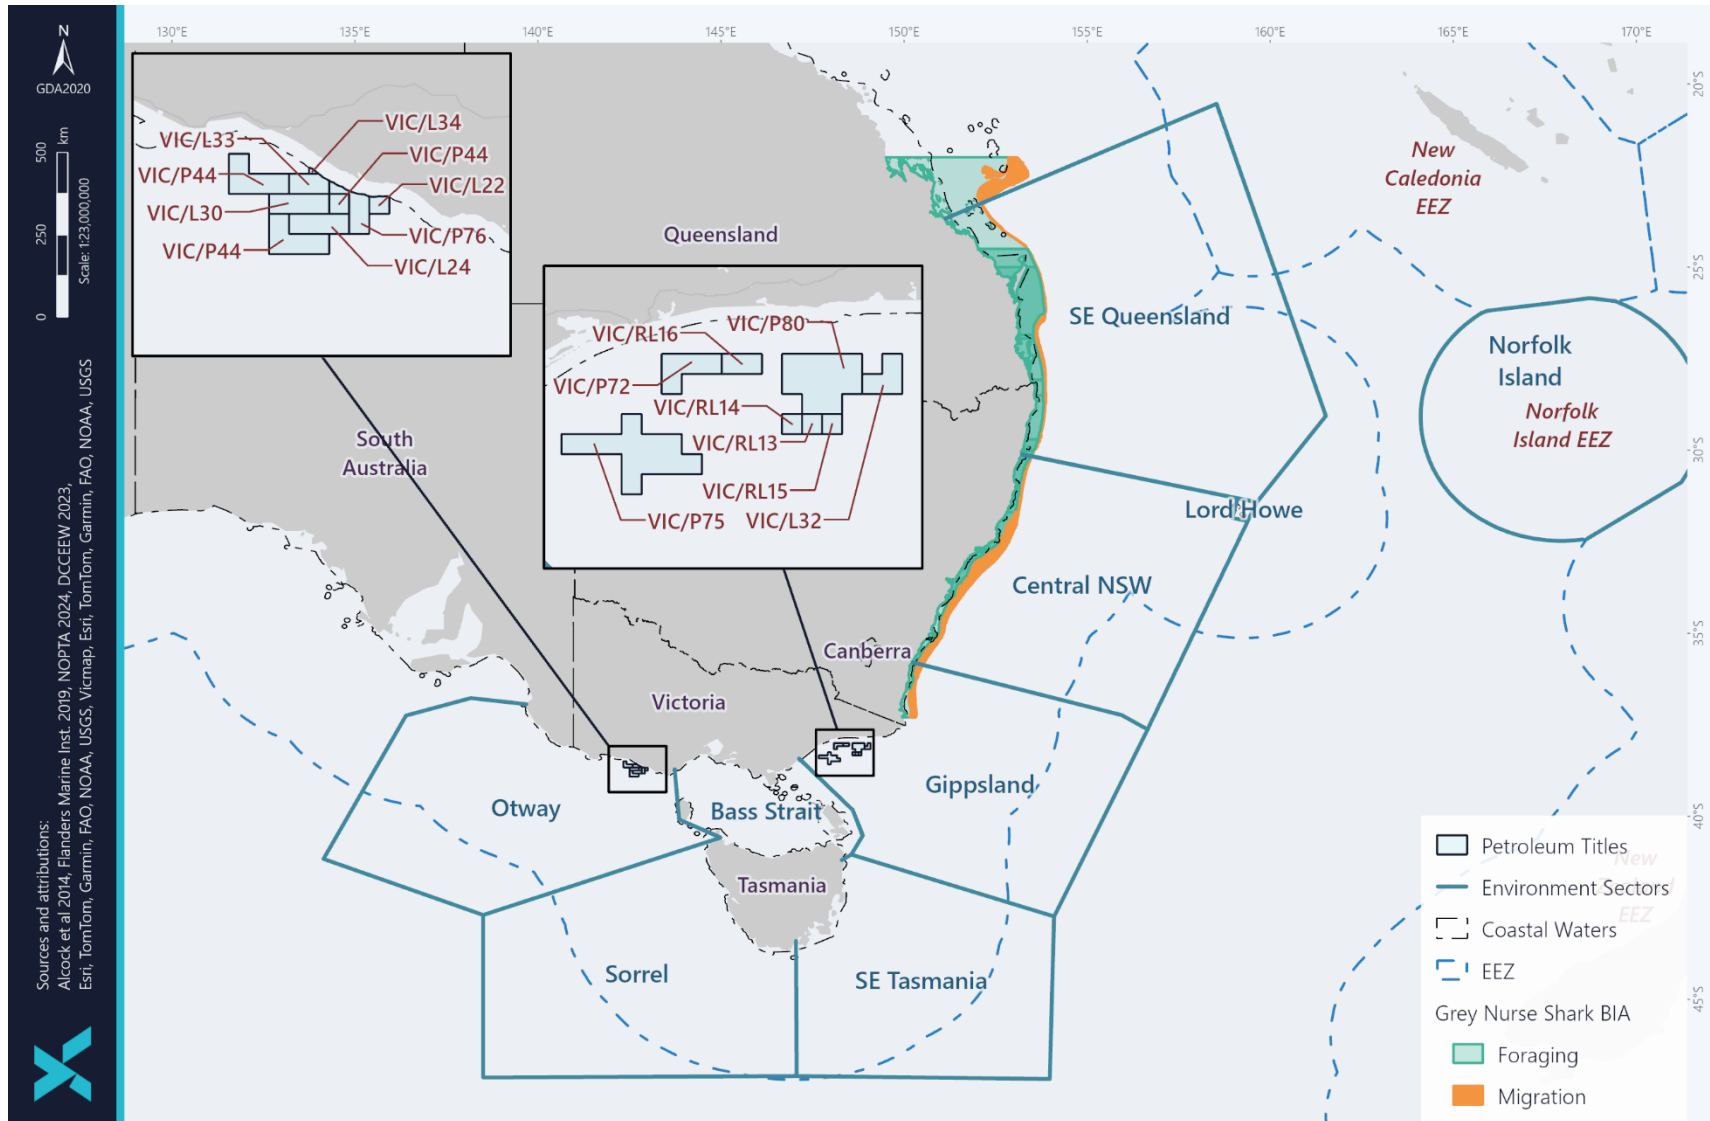 130°E
135°E
140°E
145°E
150°E
155°E
160°E
165°E
170°E
N
GDA2020
500
250
0
km
Scale: 1:23,000,000
Sources and attributions:
Alcock et al 2014, Flanders Marine Inst. 2019, NOPTA 2024, DCCEEW 2023,
Esri, TomTom, Garmin, FAO, NOAA, USGS, Vicmap, Esri, TomTom, Garmin, FAO, NOAA, USGS
20°S
25°S
30°S
35°S
40°S
45°S
VIC/L34
VIC/L33
VIC/P44
VIC/P44
VIC/L22
VIC/L30
VIC/P76
VIC/P44
VIC/L24
VIC/P80
VIC/RL16
VIC/P72
VIC/RL14
VIC/RL13
VIC/RL15
VIC/P75
VIC/L32
Queensland
South
Australia
Canberra
Victoria
Tasmania
New
Caledonia
EEZ
SE Queensland
Norfolk
Island
Norfolk
Island EEZ
Lord Howe
Central NSW
Gippsland
Otway
Bass Strait
Sorrel
SE Tasmania
Petroleum Titles
Environment Sectors
Coastal Waters
EEZ
Grey Nurse Shark BIA
Foraging
Migration
New
EEZ